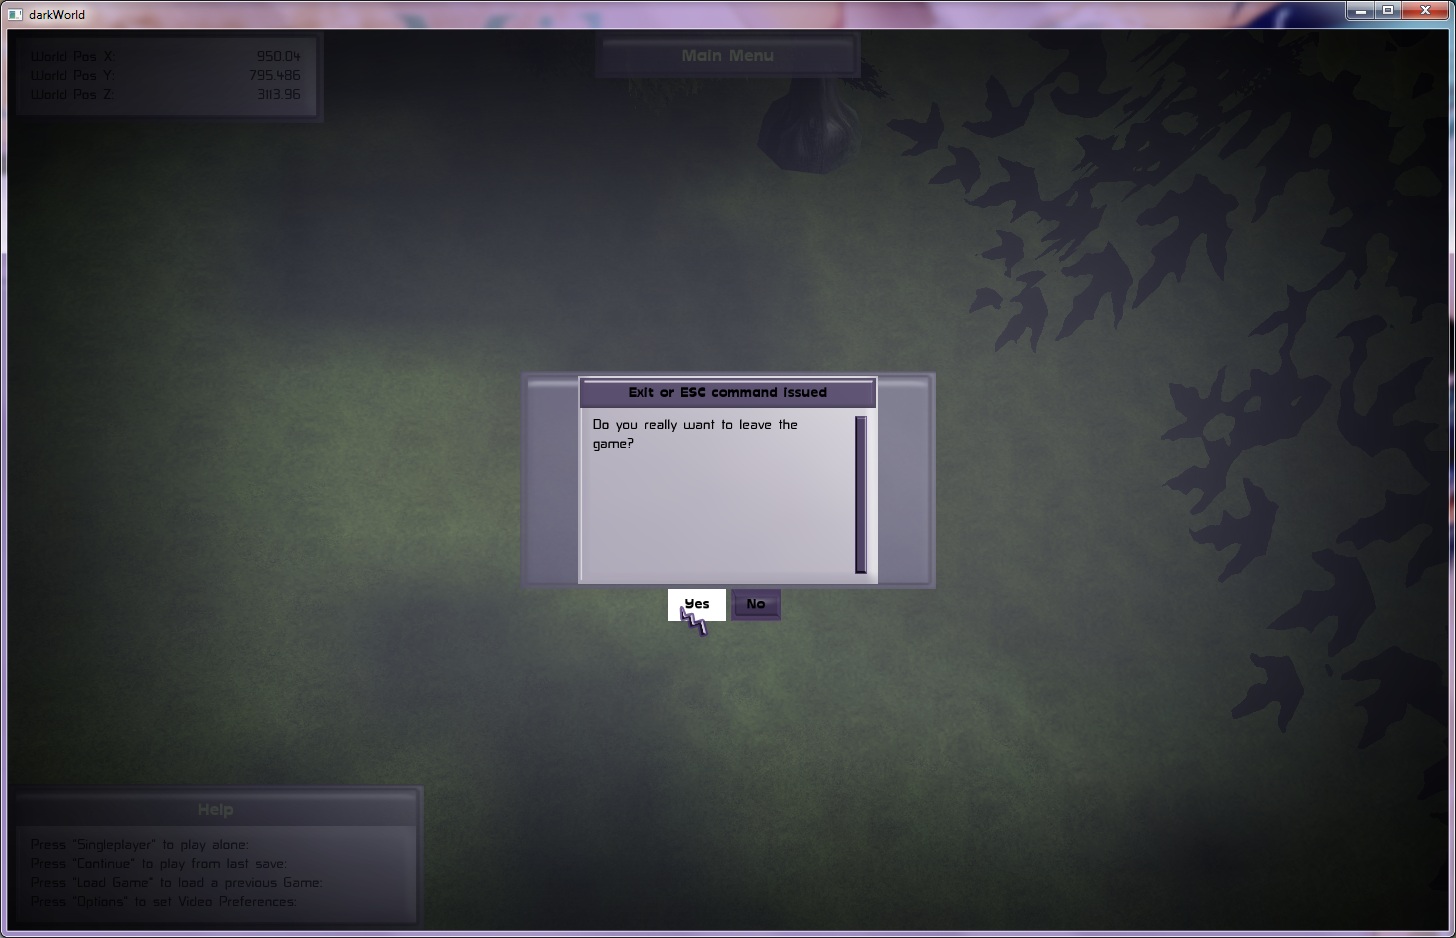 darkWorld
World Pos X: 950.04
World Pos Y: 795.486
World Pos Z: 3113.96
Main Menu
Exit or ESC command issued
Do you really want to leave the
game?
Yes
No
Help
Press "Singleplayer" to play alone:
Press "Continue" to play from last save:
Press "Load Game" to load a previous Game:
Press "Options" to set Video Preferences: